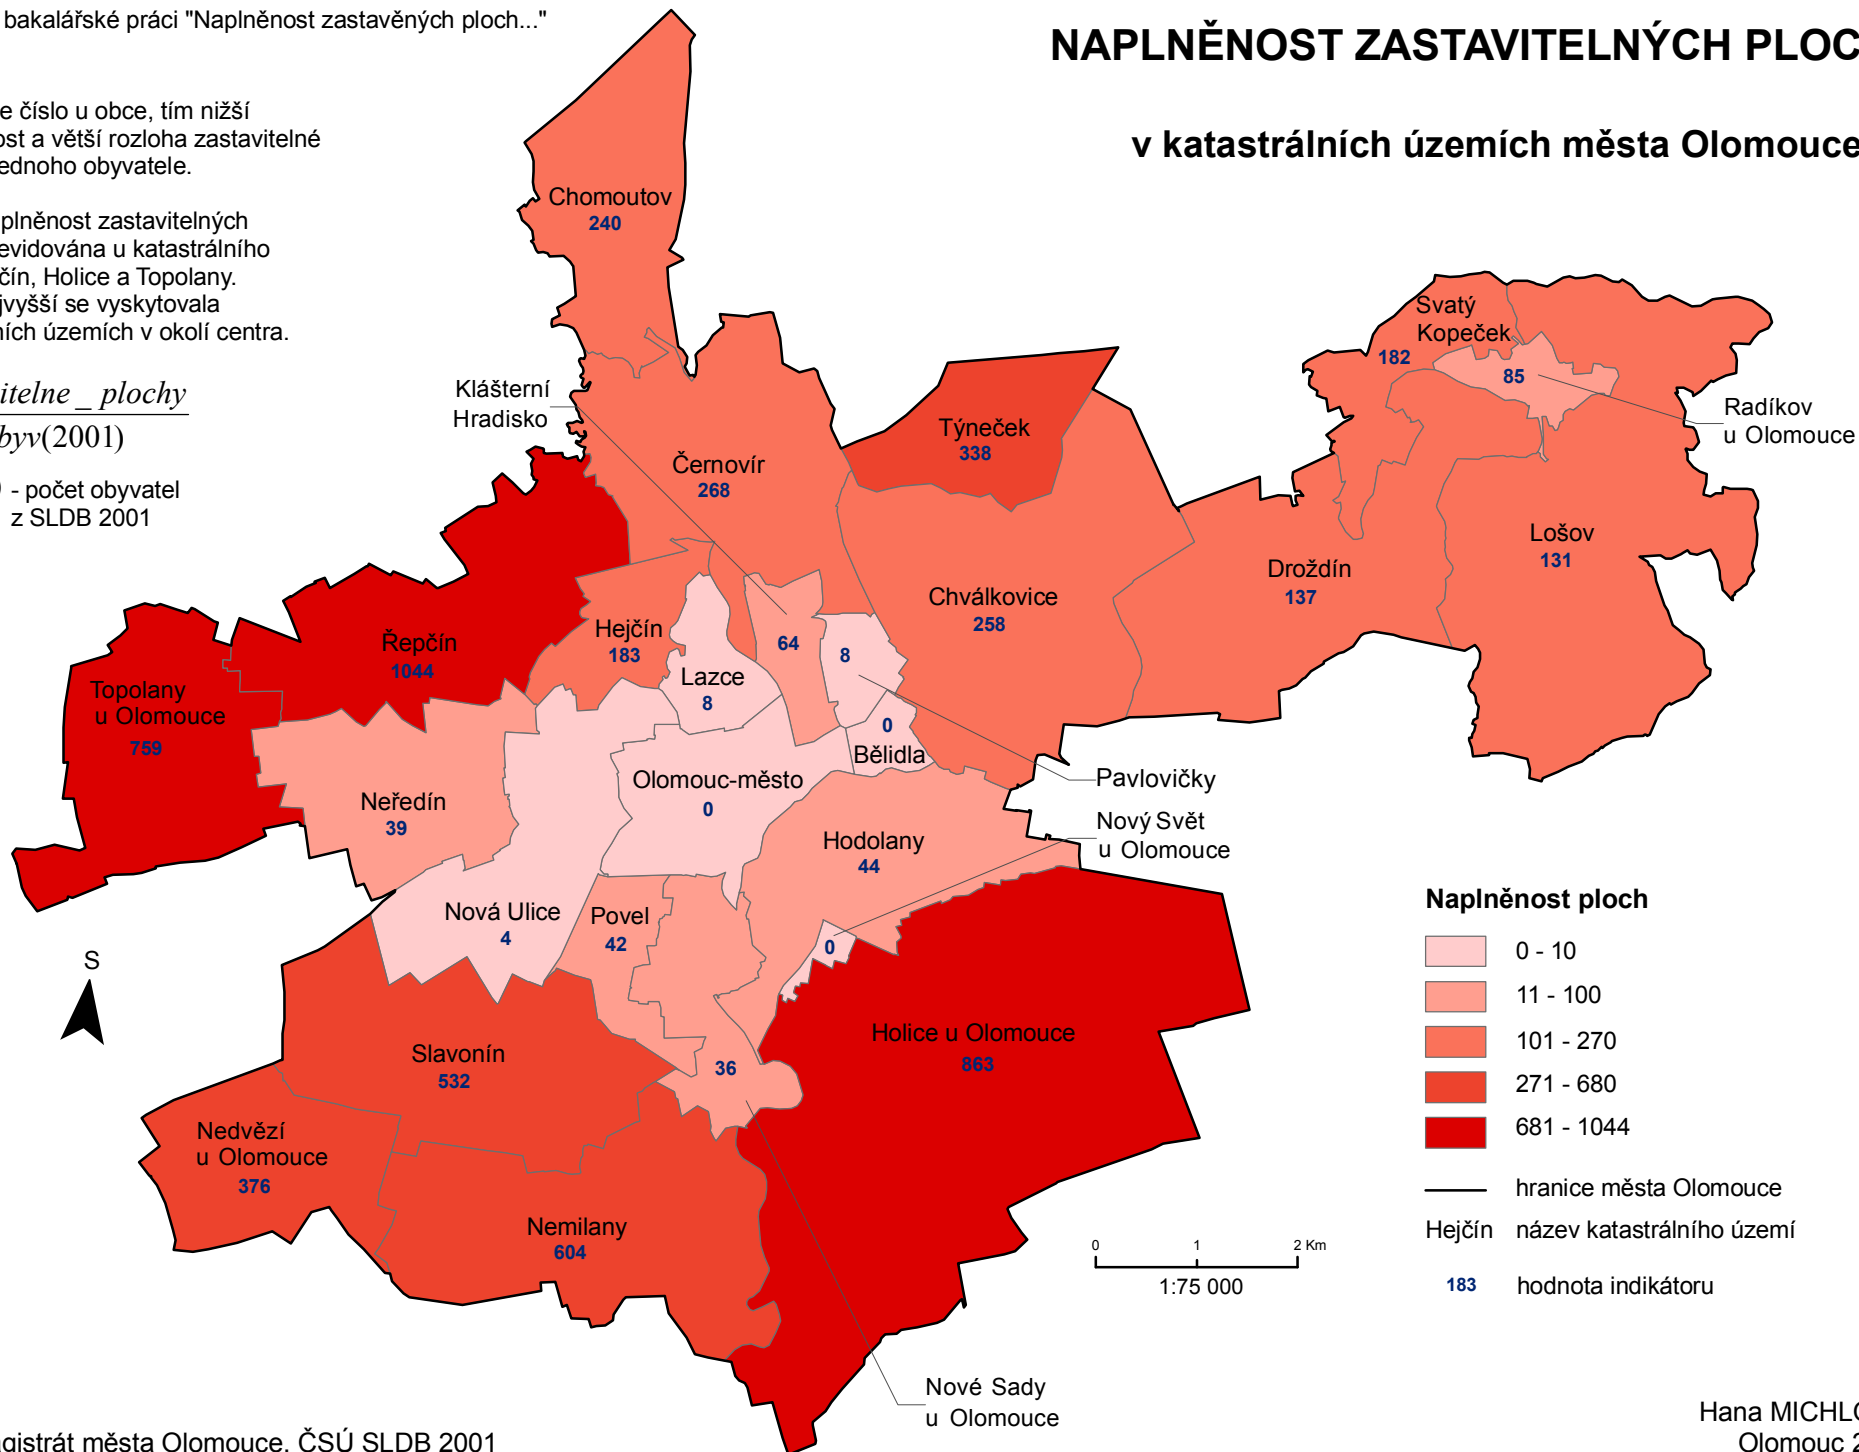 bakalářské práci "Naplněnost zastavěných ploch..."
NAPLNĚNOST ZASTAVITELNÝCH PLOC
v katastrálních územích města Olomouce
e číslo u obce, tím nižší
ost a větší rozloha zastavitelné
ednoho obyvatele.
plněnost zastavitelných
evidována u katastrálního
čín, Holice a Topolany.
jvyšší se vyskytovala
ních územích v okolí centra.
itelne _ plochy
byv(2001)
) - počet obyvatel
z SLDB 2001
Chomoutov
240
Klášterní
Hradisko
Černovír
268
Týneček
338
Svatý
Kopeček
182
85
Radíkov
u Olomouce
Lošov
131
Droždín
137
Chválkovice
258
Řepčín
1044
Hejčín
183
64
8
Lazce
8
Topolany
u Olomouce
759
0
Bělidla
Pavlovičky
Olomouc-město
0
Neředín
39
Nový Svět
u Olomouce
Hodolany
44
Nová Ulice
4
Povel
42
0
S
Holice u Olomouce
863
Slavonín
532
36
Nedvězí
u Olomouce
376
Nemilany
604
Nové Sady
u Olomouce
Naplněnost ploch
0 - 10
11 - 100
101 - 270
271 - 680
681 - 1044
hranice města Olomouce
Hejčín název katastrálního území
183 hodnota indikátoru
0 1 2 Km
1:75 000
agistrát města Olomouce, ČSÚ SLDB 2001
Hana MICHLO
Olomouc 2